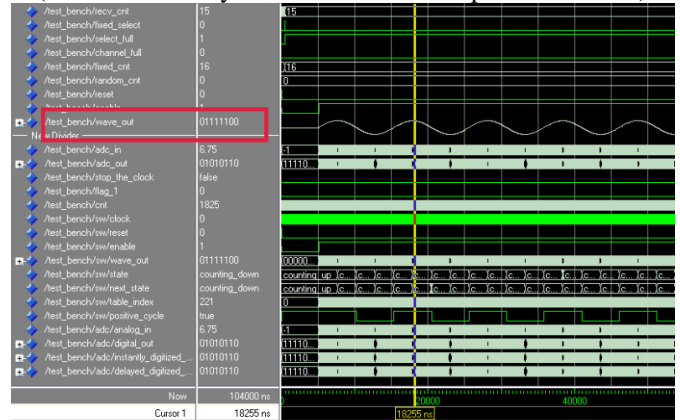 /test_bench/recv_cnt 15 15
/test_bench/fixed_select 0
/test_bench/select_full 1
/test_bench/channel_full 0
/test_bench/fixed_cnt 16 16
/test_bench/random_cnt 0 0
/test_bench/reset 0
/test_bench/wave_out 01111100
New Divider
/test_bench/adc_in 6.75 -1
/test_bench/adc_out 01010110 11110...
/test_bench/stop_the_clock false
/test_bench/flag_1 0
/test_bench/cnt 1825
/test_bench/sw/clock 0
/test_bench/sw/reset 0
/test_bench/sw/enable 1
/test_bench/sw/wave_out 01111100 00000...
/test_bench/sw/state counting_down counting_up c... c... c... c... c... c... c... c... c... c... c... c... c... c... c...
/test_bench/sw/next_state counting_down counting_up c... c... c... c... c... c... c... c... c... c... c... c... c... c... c...
/test_bench/sw/table_index 221 0
/test_bench/sw/positive_cycle true
/test_bench/adc/analog_in 6.75 -1
/test_bench/adc/digital_out 01010110 11110...
/test_bench/adc/instantly_digitized_... 01010110 11110...
/test_bench/adc/delayed_digitized_... 01010110 11110...
Now 104000 ns 20000 40000
Cursor 1 18255 ns 18255 ns